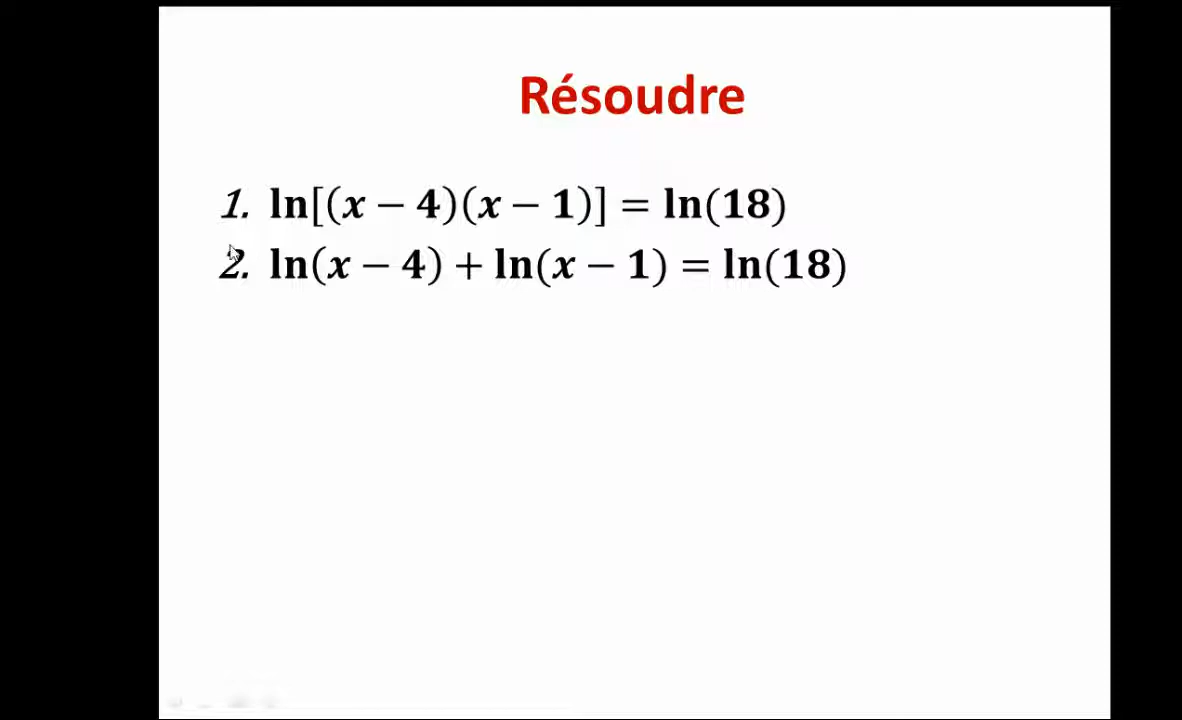 Résoudre
1. ln[(x − 4)(x − 1)] = ln(18)
2. ln(x − 4) + ln(x − 1) = ln(18)